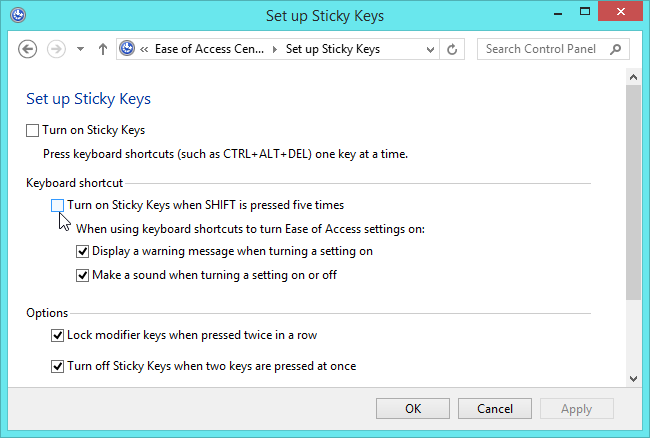 Set up Sticky Keys
« Ease of Access Cen... Set up Sticky Keys Search Control Panel
Set up Sticky Keys
Turn on Sticky Keys
Press keyboard shortcuts (such as CTRL+ALT+DEL) one key at a time.
Keyboard shortcut
Turn on Sticky Keys when SHIFT is pressed five times
When using keyboard shortcuts to turn Ease of Access settings on:
Display a warning message when turning a setting on
Make a sound when turning a setting on or off
Options
Lock modifier keys when pressed twice in a row
Turn off Sticky Keys when two keys are pressed at once
OK Cancel Apply